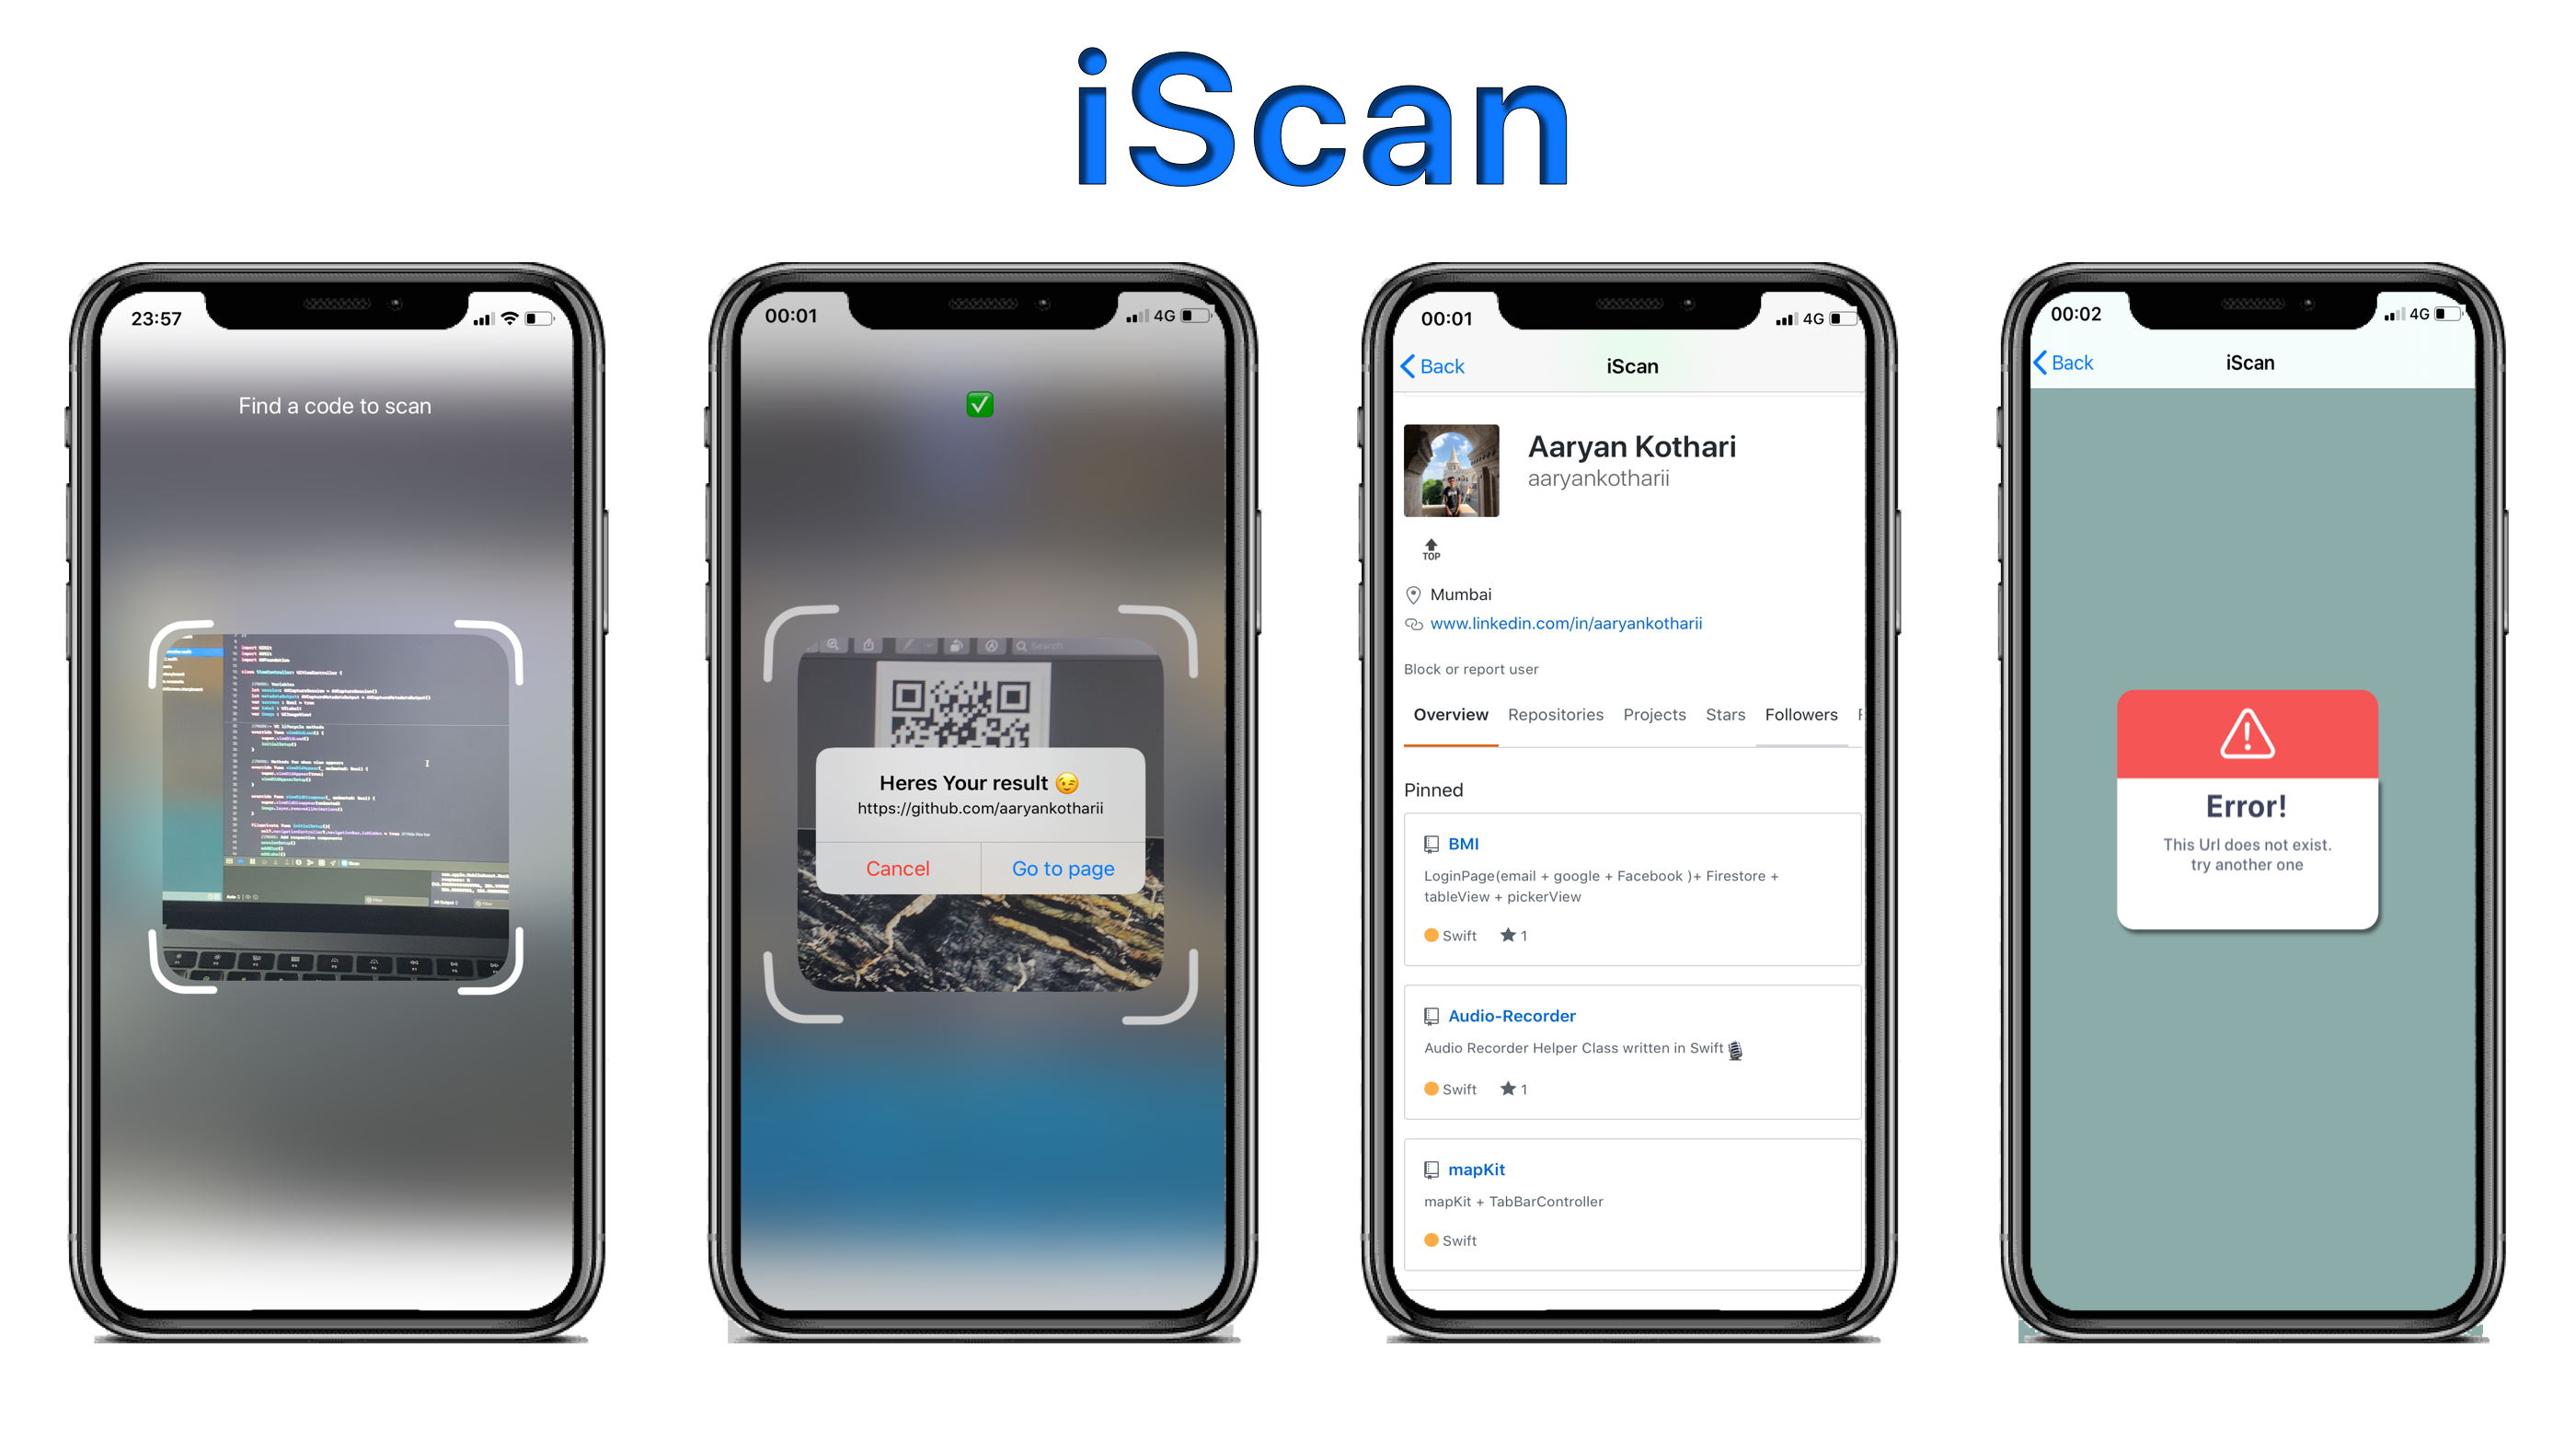 iScan
23:57
Find a code to scan
00:01
4G
✅
Search
Heres Your result 😉
https://github.com/aaryankotharii
Cancel
Go to page
00:01
4G
Back
iScan
Aaryan Kothari
aaryankotharii
TOP
Mumbai
www.linkedin.com/in/aaryankotharii
Block or report user
Overview Repositories Projects Stars Followers
Pinned
BMI
LoginPage(email + google + Facebook )+ Firestore +
tableView + pickerView
Swift ★ 1
Audio-Recorder
Audio Recorder Helper Class written in Swift🎙
Swift ★ 1
mapKit
mapKit + TabBarController
Swift
00:02
4G
Back
iScan
Error!
This Url does not exist.
try another one